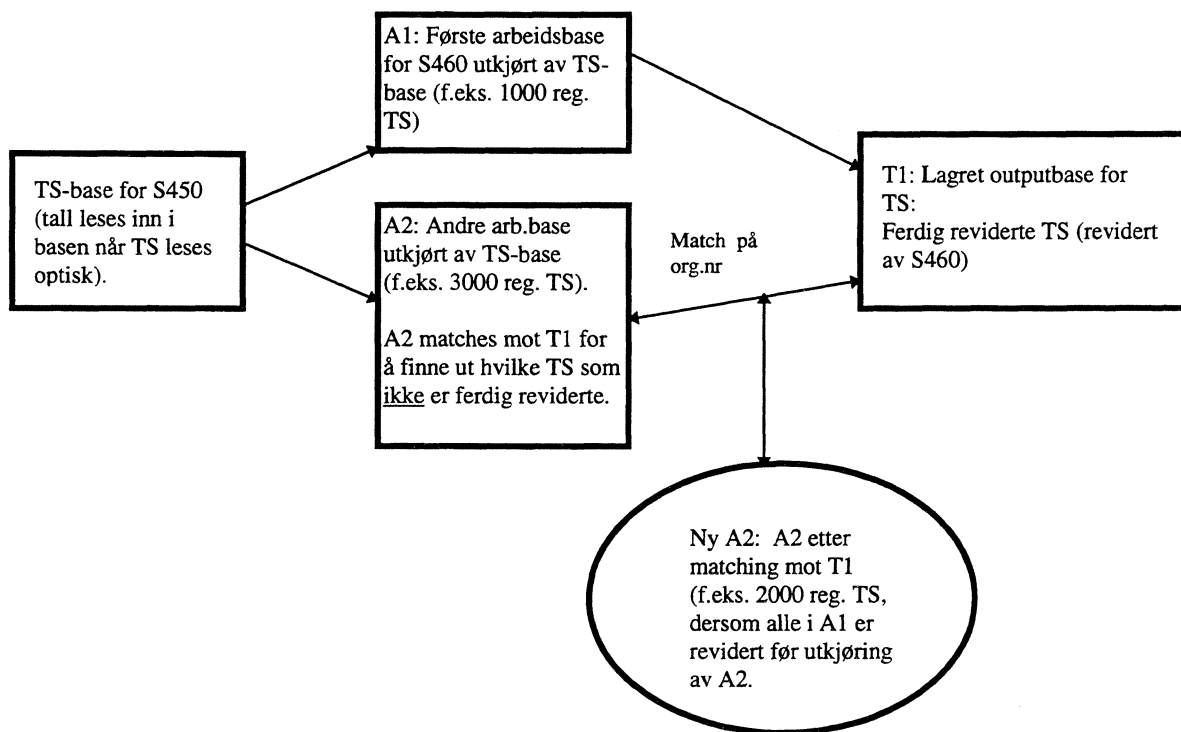 A1: Første arbeidsbase
for S460 utkjørt av TS-
base (f.eks. 1000 reg.
TS)
TS-base for S450
(tall leses inn i
basen når TS leses
optisk).
A2: Andre arb.base
utkjørt av TS-base
(f.eks. 3000 reg. TS).
A2 matches mot T1 for
å finne ut hvilke TS som
ikke er ferdig reviderte.
Match på
org.nr
T1: Lagret outputbase for
TS:
Ferdig reviderte TS (revidert
av S460)
Ny A2: A2 etter
matching mot T1
(f.eks. 2000 reg. TS,
dersom alle i A1 er
revidert før utkjøring
av A2.